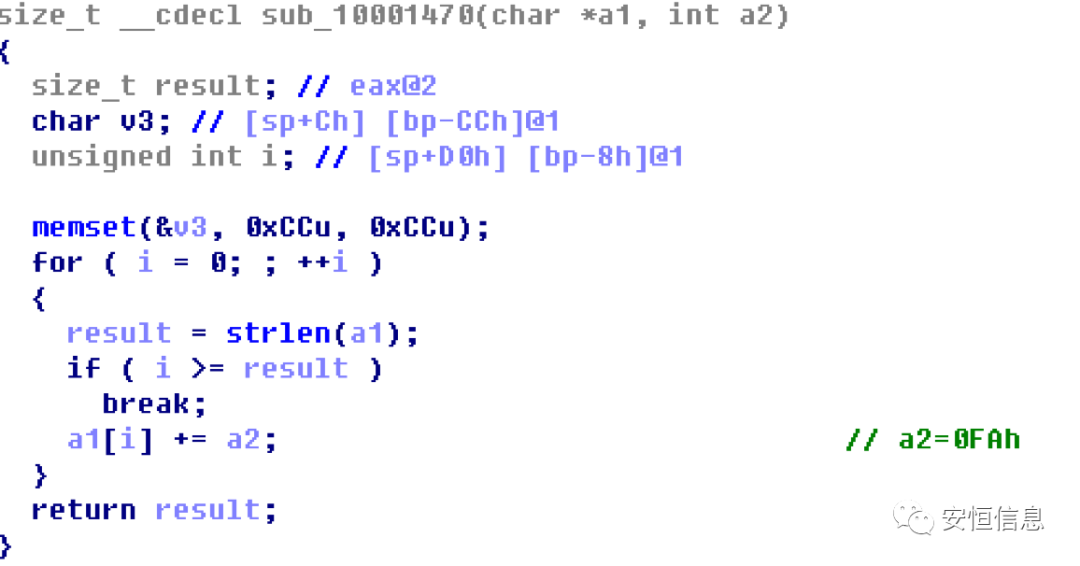 size_t __cdecl sub_10001470(char *a1, int a2)
{
  size_t result; // eax@2
  char v3; // [sp+Ch] [bp-CCh]@1
  unsigned int i; // [sp+D0h] [bp-8h]@1
  memset(&v3, 0xCCu, 0xCCu);
  for ( i = 0; ; ++i )
  {
    result = strlen(a1);
    if ( i >= result )
      break;
    a1[i] += a2; // a2=0FAh
  }
  return result;
}
安恒信息